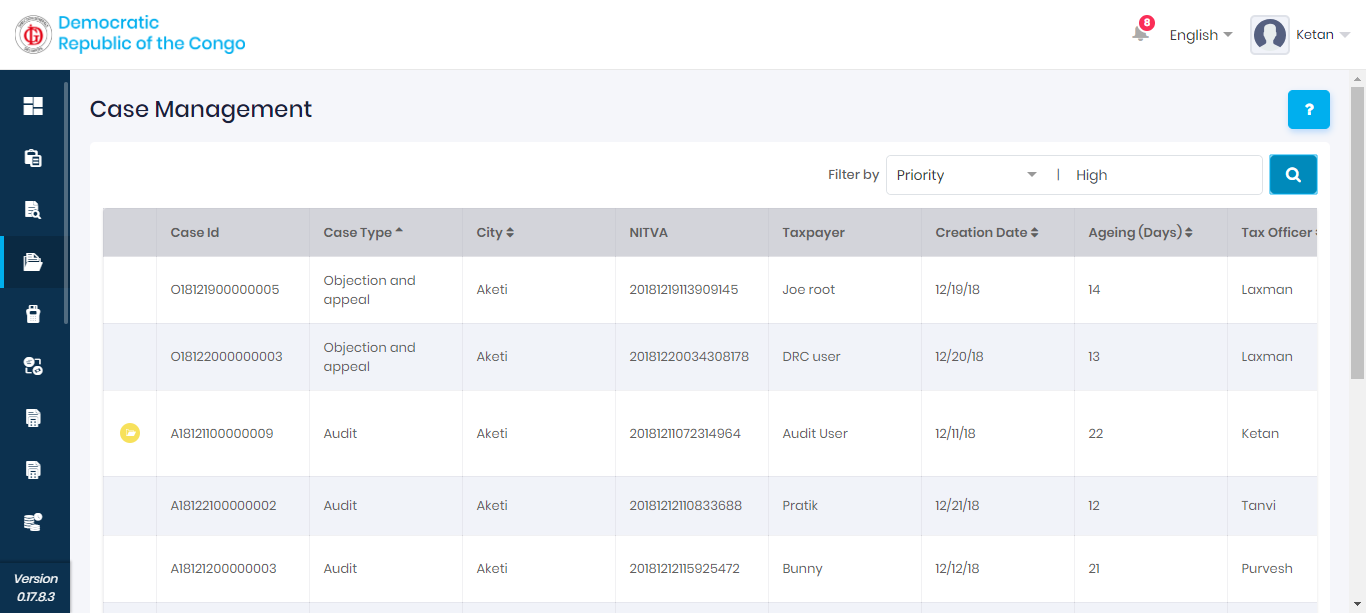 Democratic
Republic of the Congo
8
English
Ketan
Case Management
?
Filter by
Priority
|
High
Case Id
Case Type
City
NITVA
Taxpayer
Creation Date
Ageing (Days)
Tax Officer
O18121900000005
Objection and
appeal
Aketi
20181219113909145
Joe root
12/19/18
14
Laxman
O18122000000003
Objection and
appeal
Aketi
20181220034308178
DRC user
12/20/18
13
Laxman
A18121100000009
Audit
Aketi
20181211072314964
Audit User
12/11/18
22
Ketan
A18122100000002
Audit
Aketi
20181212110833688
Pratik
12/21/18
12
Tanvi
A18121200000003
Audit
Aketi
20181212115925472
Bunny
12/12/18
21
Purvesh
Version
0.17.8.3